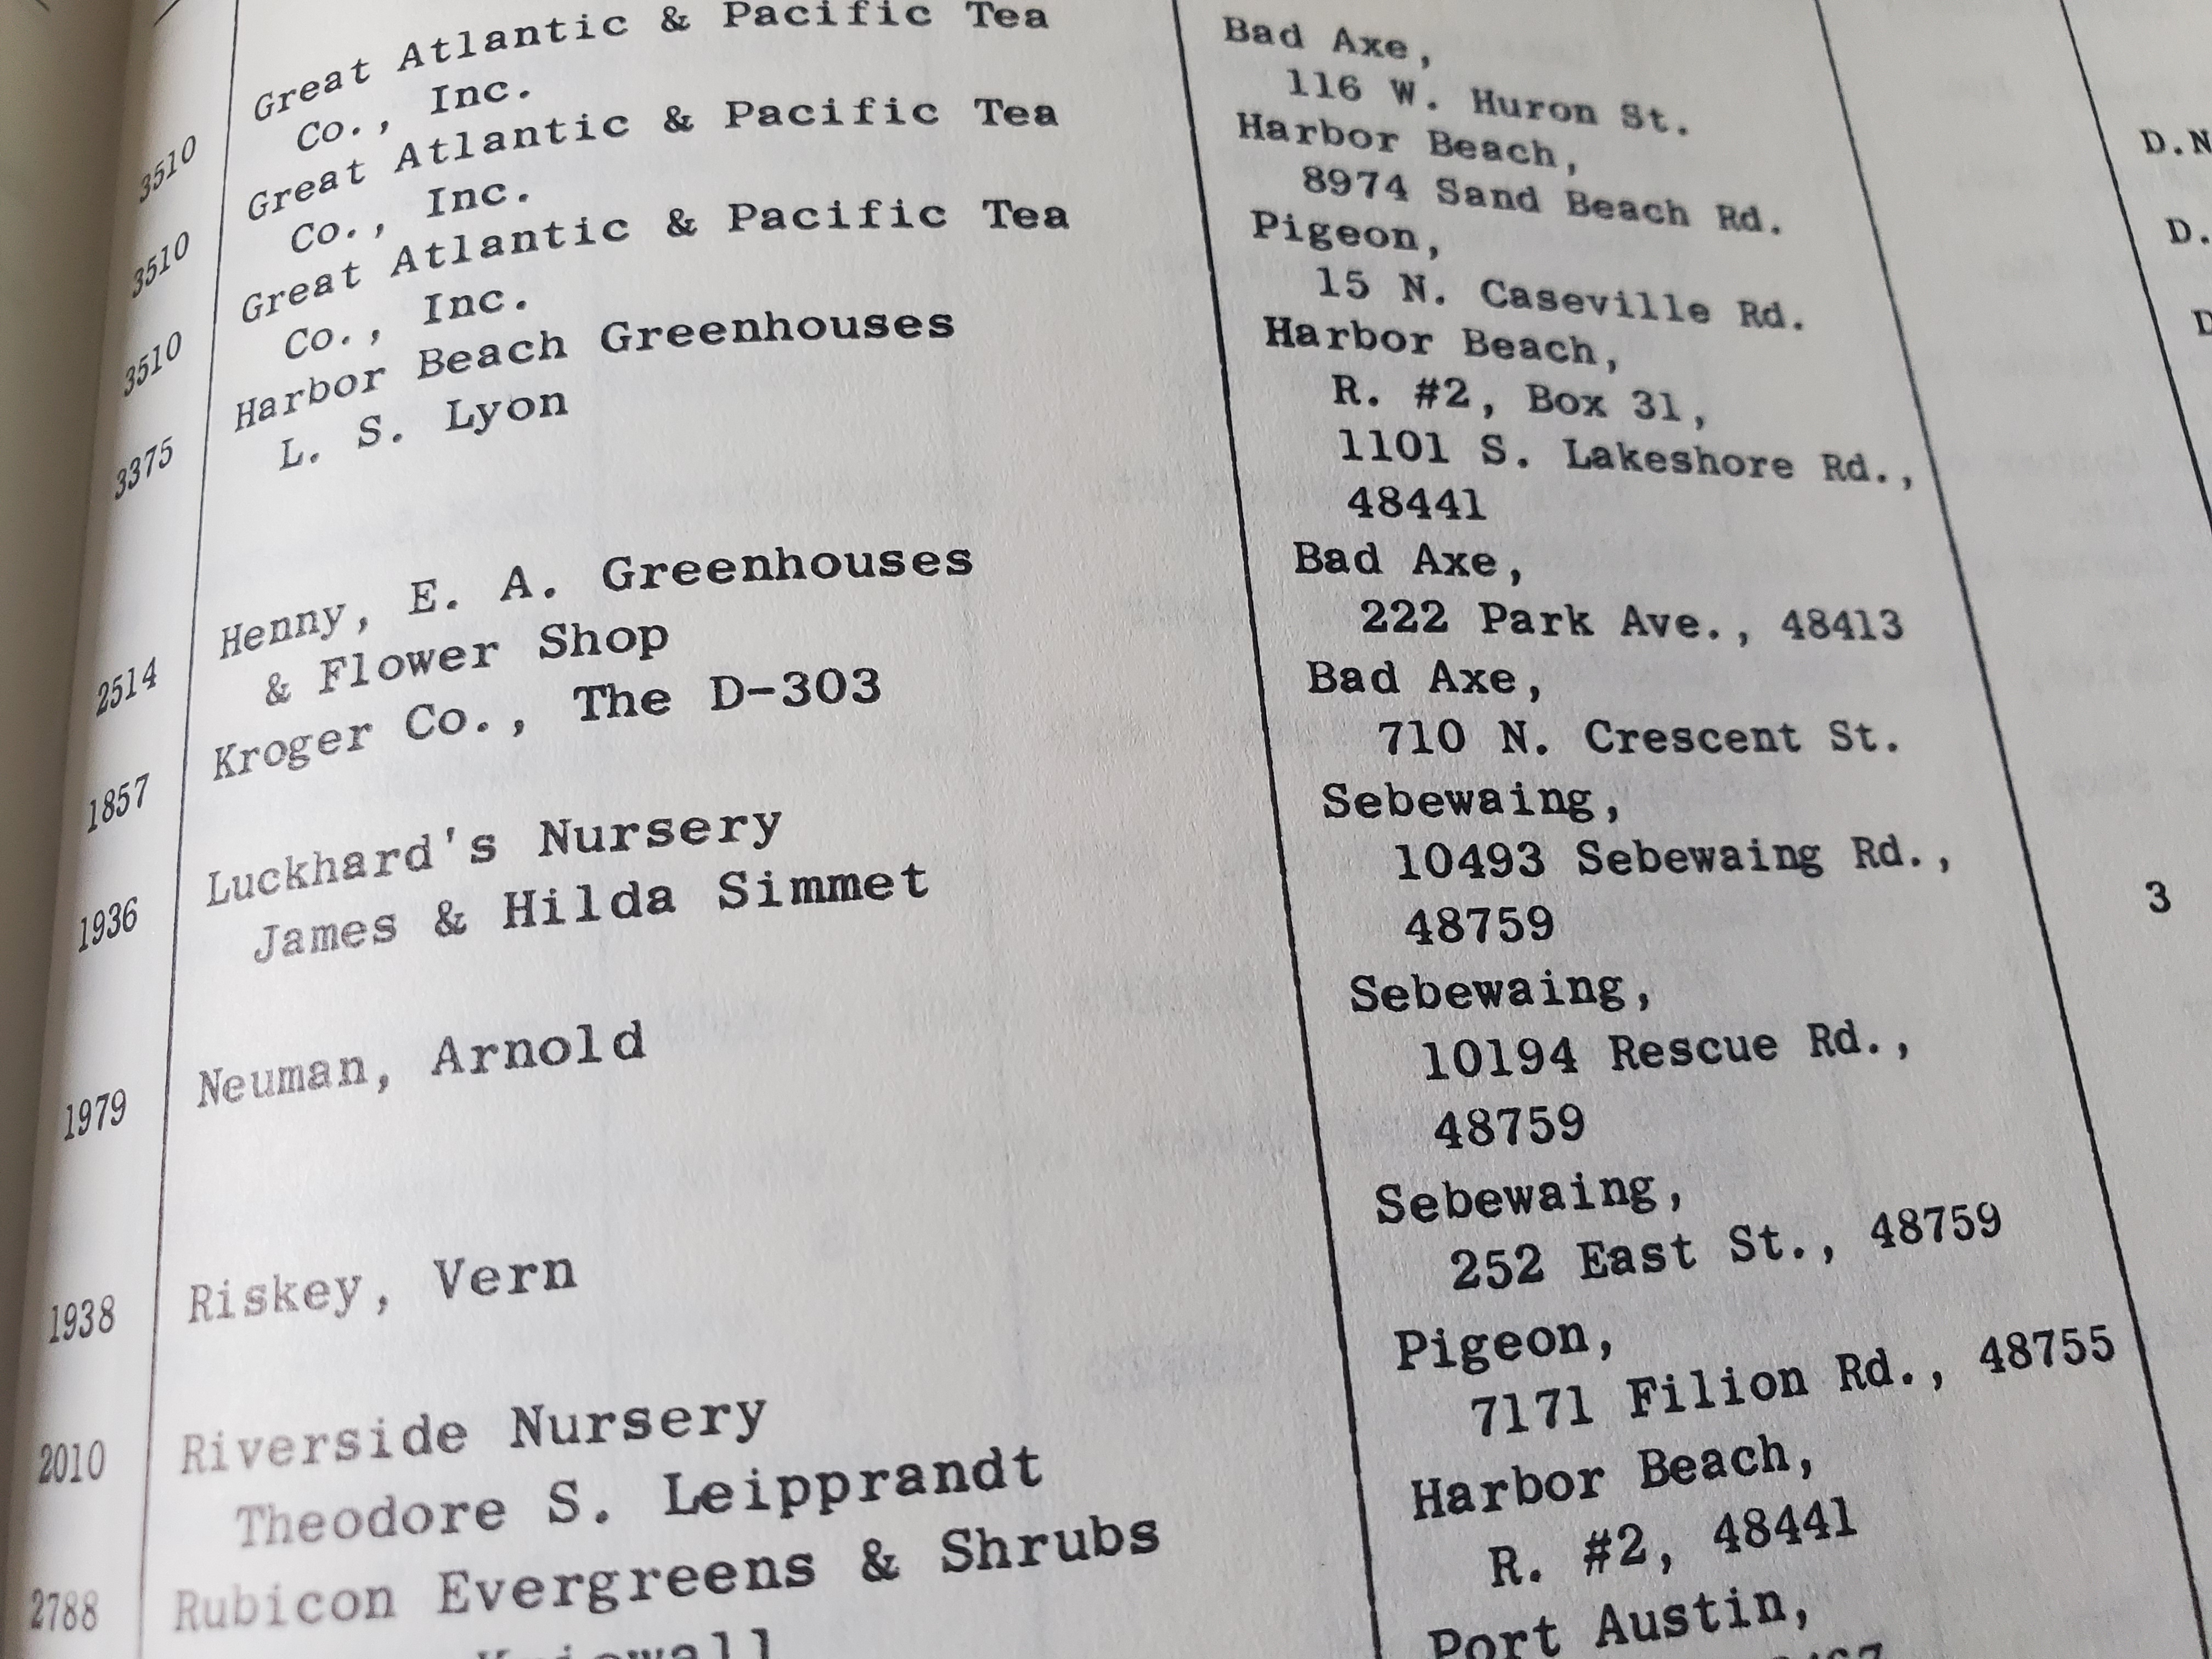 3510 Great Atlantic & Pacific Tea Bad Axe,
Co., Inc. 116 W. Huron St.
3510 Great Atlantic & Pacific Tea Harbor Beach,
Co., Inc. 8974 Sand Beach Rd.
3510 Great Atlantic & Pacific Tea Pigeon,
Co., Inc. 15 N. Caseville Rd.
3375 Harbor Beach Greenhouses Harbor Beach,
L. S. Lyon R. #2, Box 31,
1101 S. Lakeshore Rd.,
48441
2514 Henny, E. A. Greenhouses Bad Axe,
& Flower Shop 222 Park Ave., 48413
1857 Kroger Co., The D-303 Bad Axe,
710 N. Crescent St.
1936 Luckhard's Nursery Sebewaing,
James & Hilda Simmet 10493 Sebewaing Rd.,
48759 3
1979 Neuman, Arnold Sebewaing,
10194 Rescue Rd.,
48759
1938 Riskey, Vern Sebewaing,
252 East St., 48759
2010 Riverside Nursery Pigeon,
Theodore S. Leipprandt 7171 Filion Rd., 48755
2788 Rubicon Evergreens & Shrubs Harbor Beach,
R. #2, 48441
Port Austin,